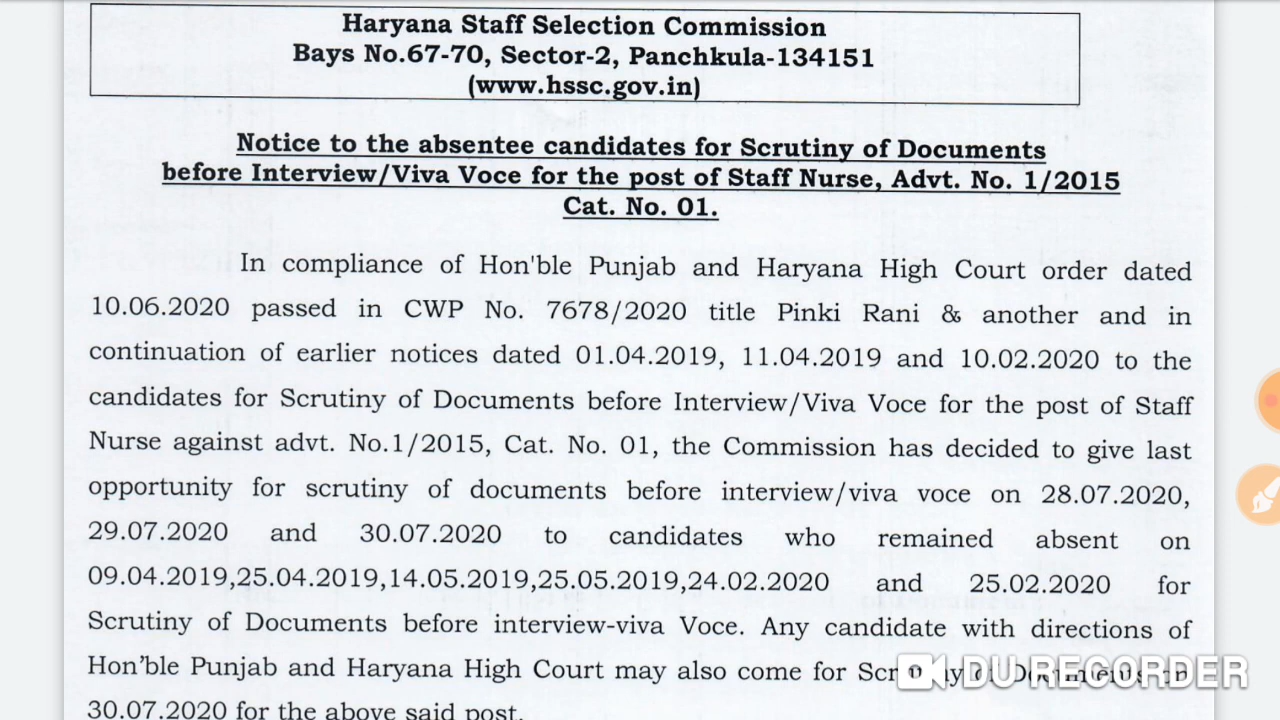 Haryana Staff Selection Commission
Bays No.67-70, Sector-2, Panchkula-134151
(www.hssc.gov.in)
Notice to the absentee candidates for Scrutiny of Documents
before Interview/Viva Voce for the post of Staff Nurse, Advt. No. 1/2015
Cat. No. 01.
In compliance of Hon'ble Punjab and Haryana High Court order dated
10.06.2020 passed in CWP No. 7678/2020 title Pinki Rani & another and in
continuation of earlier notices dated 01.04.2019, 11.04.2019 and 10.02.2020 to the
candidates for Scrutiny of Documents before Interview/Viva Voce for the post of Staff
Nurse against advt. No.1/2015, Cat. No. 01, the Commission has decided to give last
opportunity for scrutiny of documents before interview/viva voce on 28.07.2020,
29.07.2020 and 30.07.2020 to candidates who remained absent on
09.04.2019,25.04.2019,14.05.2019,25.05.2019,24.02.2020 and 25.02.2020 for
Scrutiny of Documents before interview-viva Voce. Any candidate with directions of
Hon’ble Punjab and Haryana High Court may also come for Scrutiny of Documents on
30.07.2020 for the above said post.
DU RECORDER